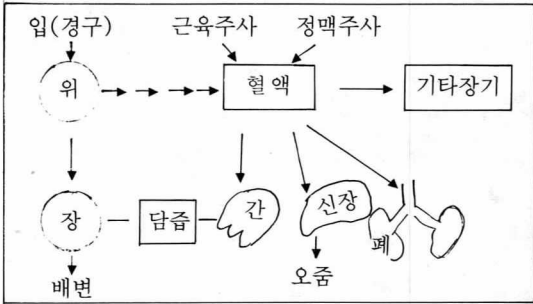 입(경구) 근육주사 정맥주사
위 혈액 기타장기
장 담즙 간 신장 폐
배변 오줌